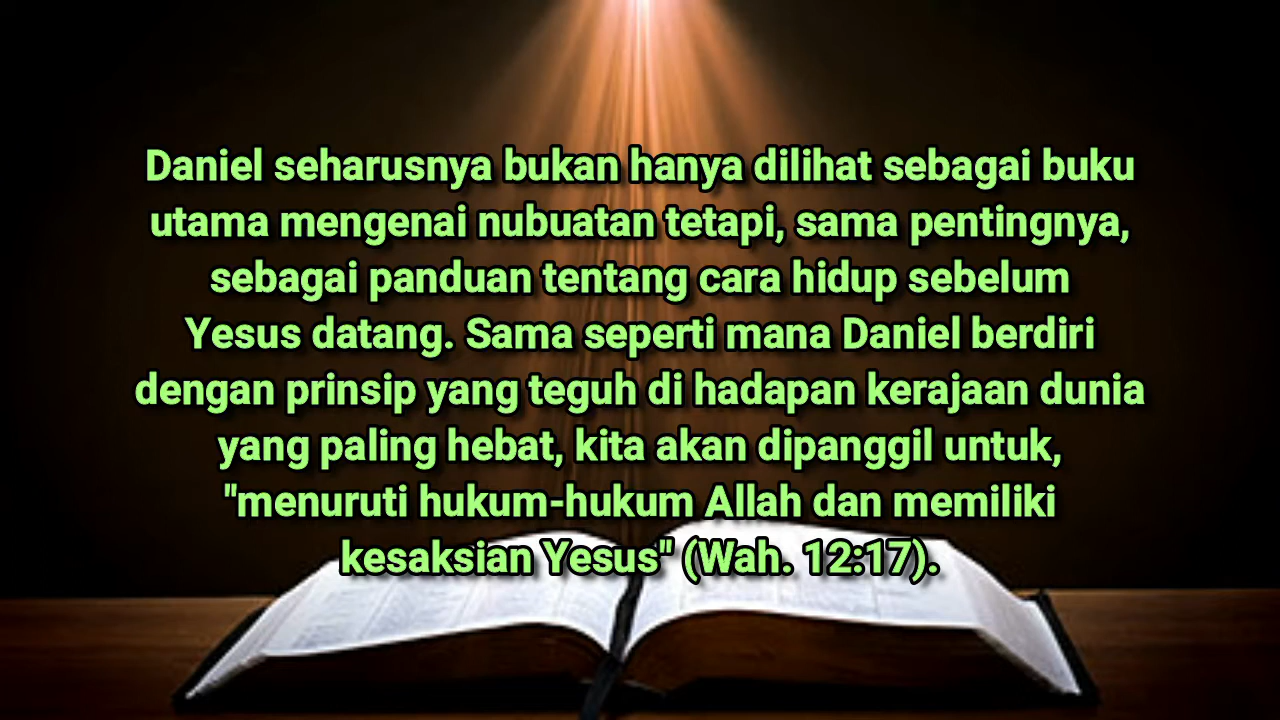 Daniel seharusnya bukan hanya dilihat sebagai buku
utama mengenai nubuatan tetapi, sama pentingnya,
sebagai panduan tentang cara hidup sebelum
Yesus datang. Sama seperti mana Daniel berdiri
dengan prinsip yang teguh di hadapan kerajaan dunia
yang paling hebat, kita akan dipanggil untuk,
"menuruti hukum-hukum Allah dan memiliki
kesaksian Yesus" (Wah. 12:17).